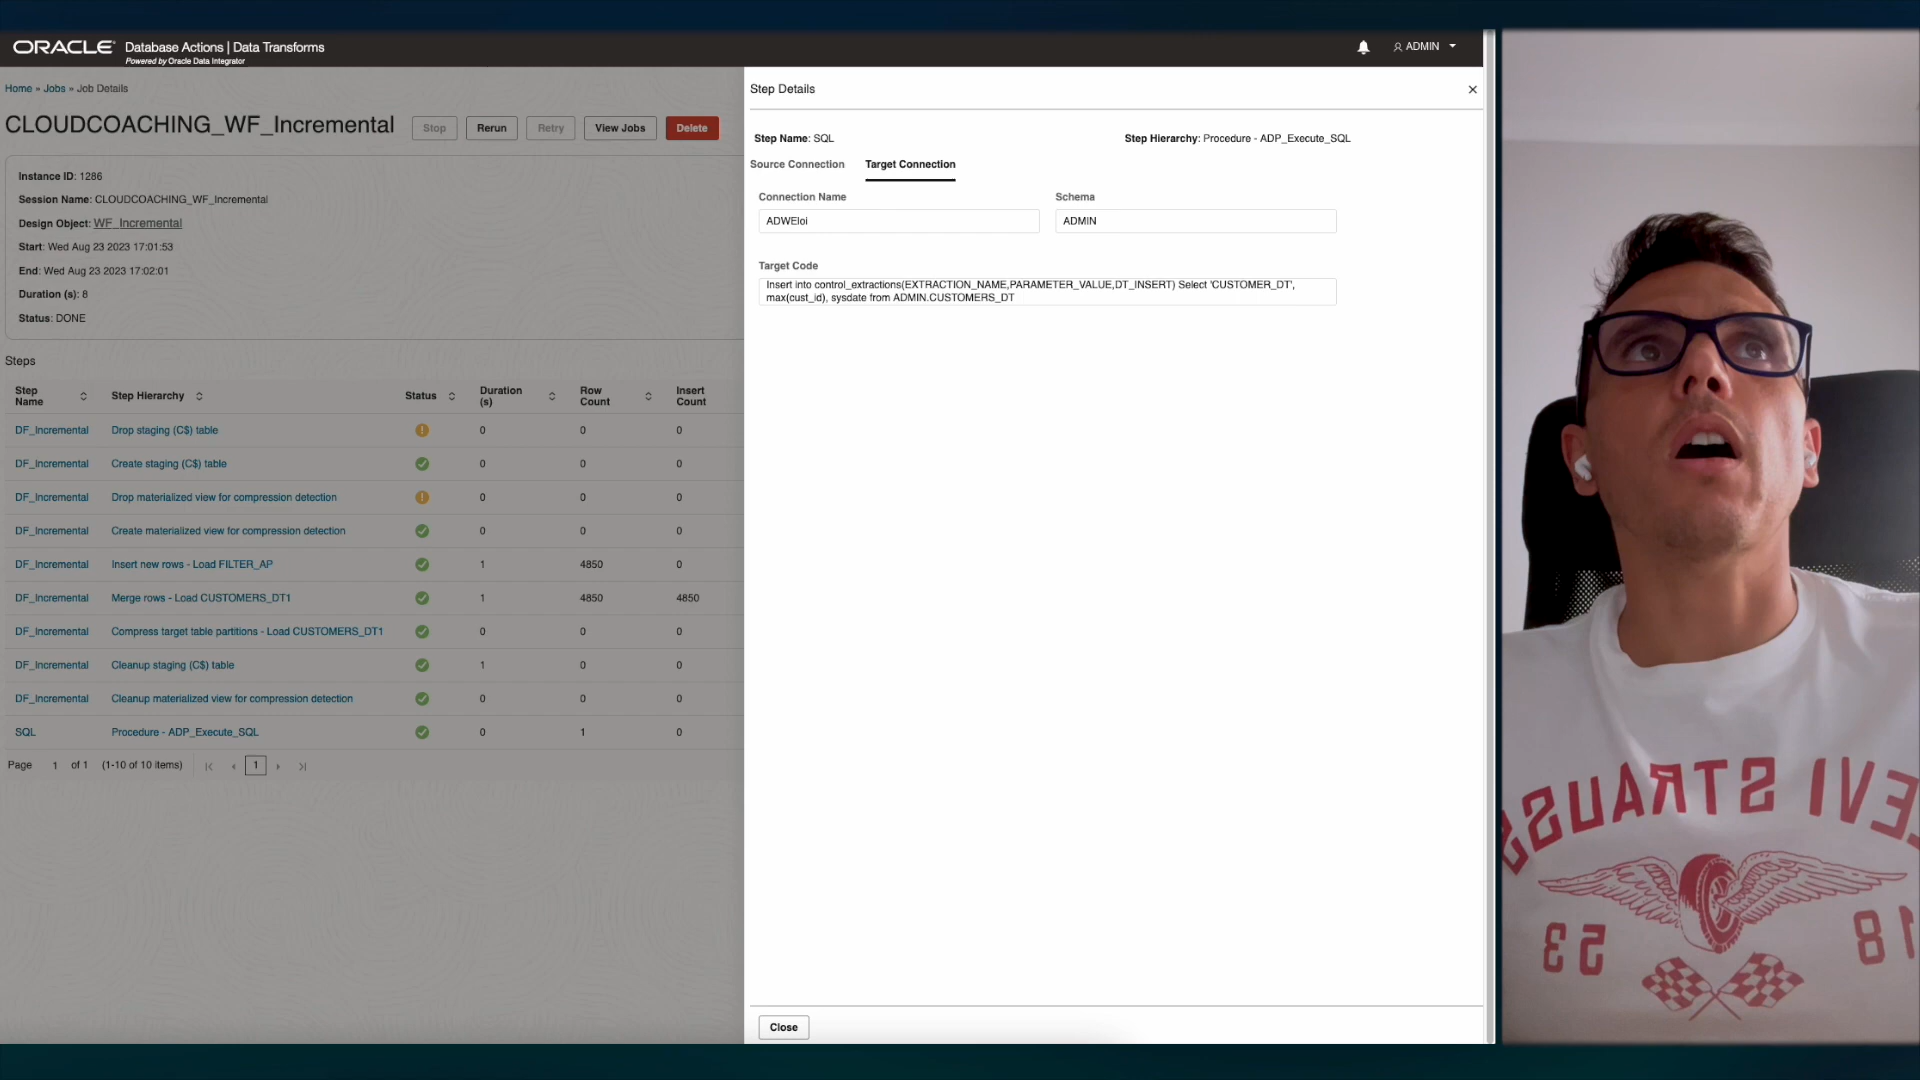 ORACLE Database Actions | Data Transforms
Powered by Oracle Data Integrator
ADMIN
Home » Jobs » Job Details
CLOUDCOACHING_WF_Incremental
Stop
Rerun
Retry
View Jobs
Delete
Instance ID: 1286
Session Name: CLOUDCOACHING_WF_Incremental
Design Object: WF_Incremental
Start: Wed Aug 23 2023 17:01:53
End: Wed Aug 23 2023 17:02:01
Duration (s): 8
Status: DONE
Steps
Step Name Step Hierarchy Status Duration (s) Row Count Insert Count
DF_Incremental Drop staging (C$) table 0 0 0
DF_Incremental Create staging (C$) table 0 0 0
DF_Incremental Drop materialized view for compression detection 0 0 0
DF_Incremental Create materialized view for compression detection 0 0 0
DF_Incremental Insert new rows - Load FILTER_AP 1 4850 0
DF_Incremental Merge rows - Load CUSTOMERS_DT1 1 4850 4850
DF_Incremental Compress target table partitions - Load CUSTOMERS_DT1 0 0 0
DF_Incremental Cleanup staging (C$) table 1 0 0
DF_Incremental Cleanup materialized view for compression detection 0 0 0
SQL Procedure - ADP_Execute_SQL 0 1 0
Page 1 of 1 (1-10 of 10 items) 1
Step Details
Step Name: SQL
Step Hierarchy: Procedure - ADP_Execute_SQL
Source Connection
Target Connection
Connection Name
Schema
ADWEloi
ADMIN
Target Code
Insert into control_extractions(EXTRACTION_NAME,PARAMETER_VALUE,DT_INSERT) Select 'CUSTOMER_DT',
max(cust_id), sysdate from ADMIN.CUSTOMERS_DT
Close
LEVI STRAUSS
18 53